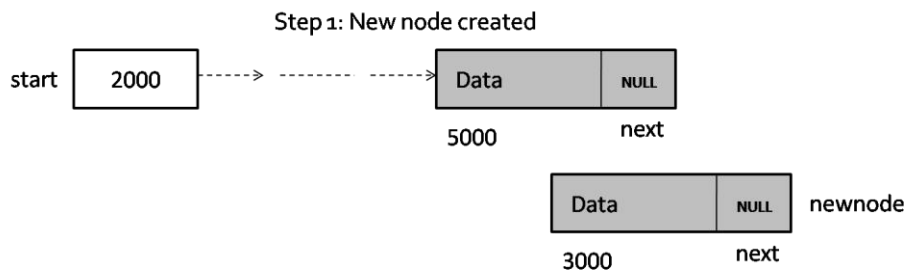 Step 1: New node created
start 2000 Data NULL
5000 next
Data NULL newnode
3000 next